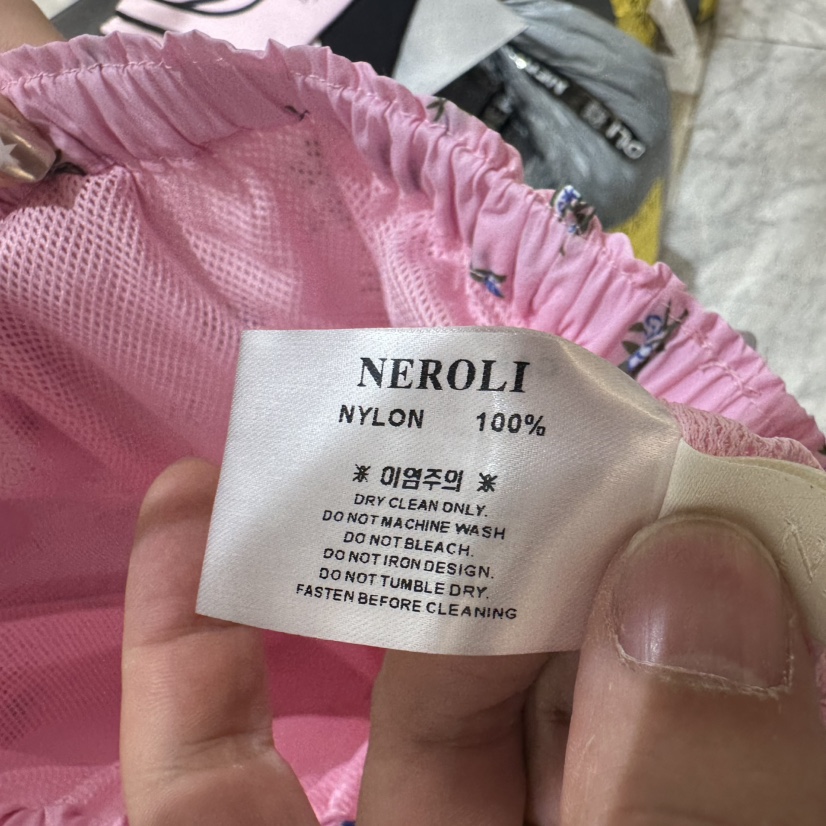 NEROLI
NYLON 100%
※ 이염주의 ※
DRY CLEAN ONLY.
DO NOT MACHINE WASH
DO NOT BLEACH.
DO NOT IRON DESIGN.
DO NOT TUMBLE DRY.
FASTEN BEFORE CLEANING